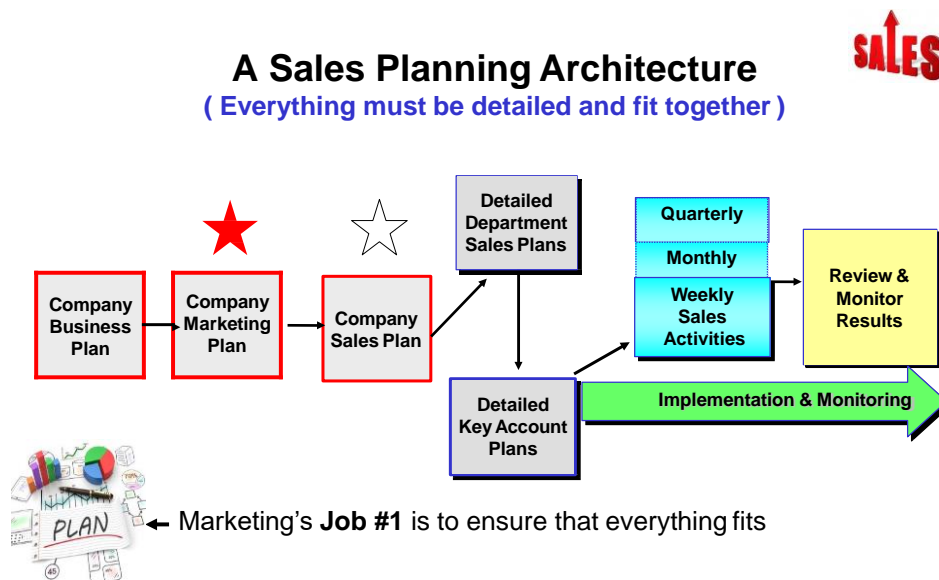 SALES
A Sales Planning Architecture
( Everything must be detailed and fit together )
Company
Business
Plan
Company
Marketing
Plan
Company
Sales Plan
Detailed
Department
Sales Plans
Detailed
Key Account
Plans
Quarterly
Monthly
Weekly
Sales
Activities
Review &
Monitor
Results
Implementation & Monitoring
PLAN
45
Marketing's Job #1 is to ensure that everything fits